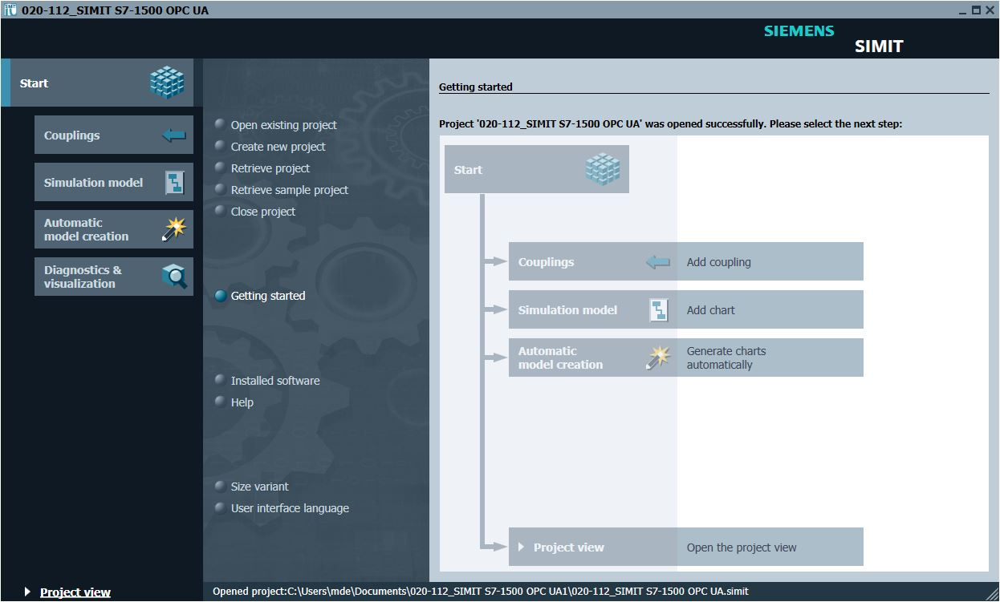 020-112_SIMIT S7-1500 OPC UA
SIEMENS
SIMIT
Start
Couplings
Simulation model
Automatic
model creation
Diagnostics &
visualization
Project view
Open existing project
Create new project
Retrieve project
Retrieve sample project
Close project
Getting started
Installed software
Help
Size variant
User interface language
Getting started
Project '020-112_SIMIT S7-1500 OPC UA' was opened successfully. Please select the next step:
Start
Couplings
Add coupling
Simulation model
Add chart
Automatic
model creation
Generate charts
automatically
Project view
Open the project view
Opened project:C:\Users\mde\Documents\020-112_SIMIT S7-1500 OPC UA1\020-112_SIMIT S7-1500 OPC UA.simit